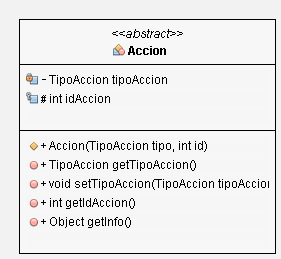 <<abstract>>
Accion
- TipoAccion tipoAccion
# int idAccion
+ Accion(TipoAccion tipo, int id)
+ TipoAccion getTipoAccion()
+ void setTipoAccion(TipoAccion tipoAccion
+ int getIdAccion()
+ Object getInfo()